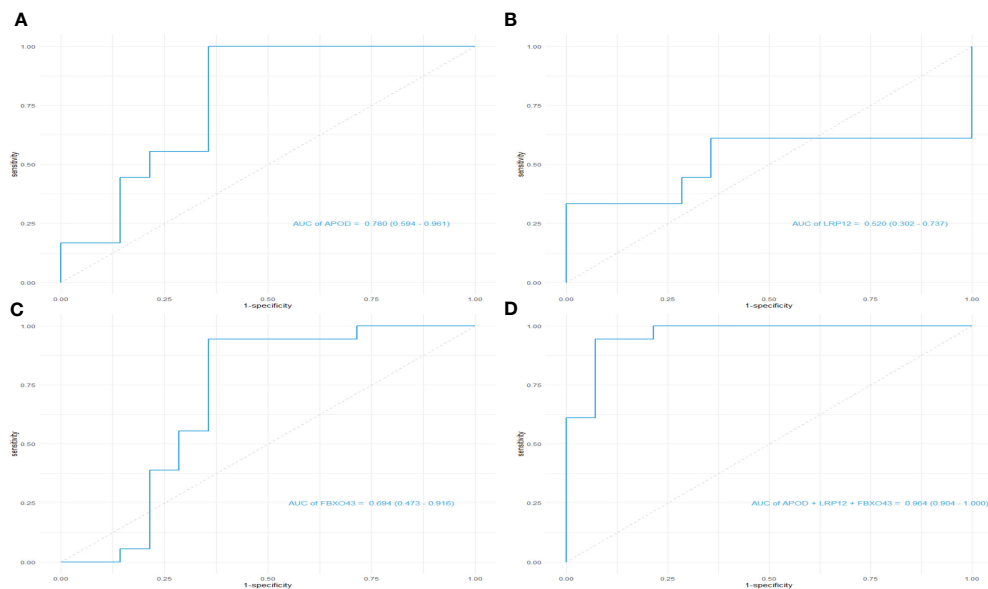 A
1.00
0.75
0.50
0.25
0.00
sensitivity
AUC of APOD = 0.780 (0.594 - 0.961)
0.00 0.25 0.50 0.75 1.00
1-specificity
B
1.00
0.75
0.50
0.25
0.00
sensitivity
AUC of LRP12 = 0.520 (0.302 - 0.737)
0.00 0.25 0.50 0.75 1.00
1-specificity
C
1.00
0.75
0.50
0.25
0.00
sensitivity
AUC of FBXO43 = 0.694 (0.473 - 0.916)
0.00 0.25 0.50 0.75 1.00
1-specificity
D
1.00
0.75
0.50
0.25
0.00
sensitivity
AUC of APOD + LRP12 + FBXO43 = 0.964 (0.904 - 1.000)
0.00 0.25 0.50 0.75 1.00
1-specificity